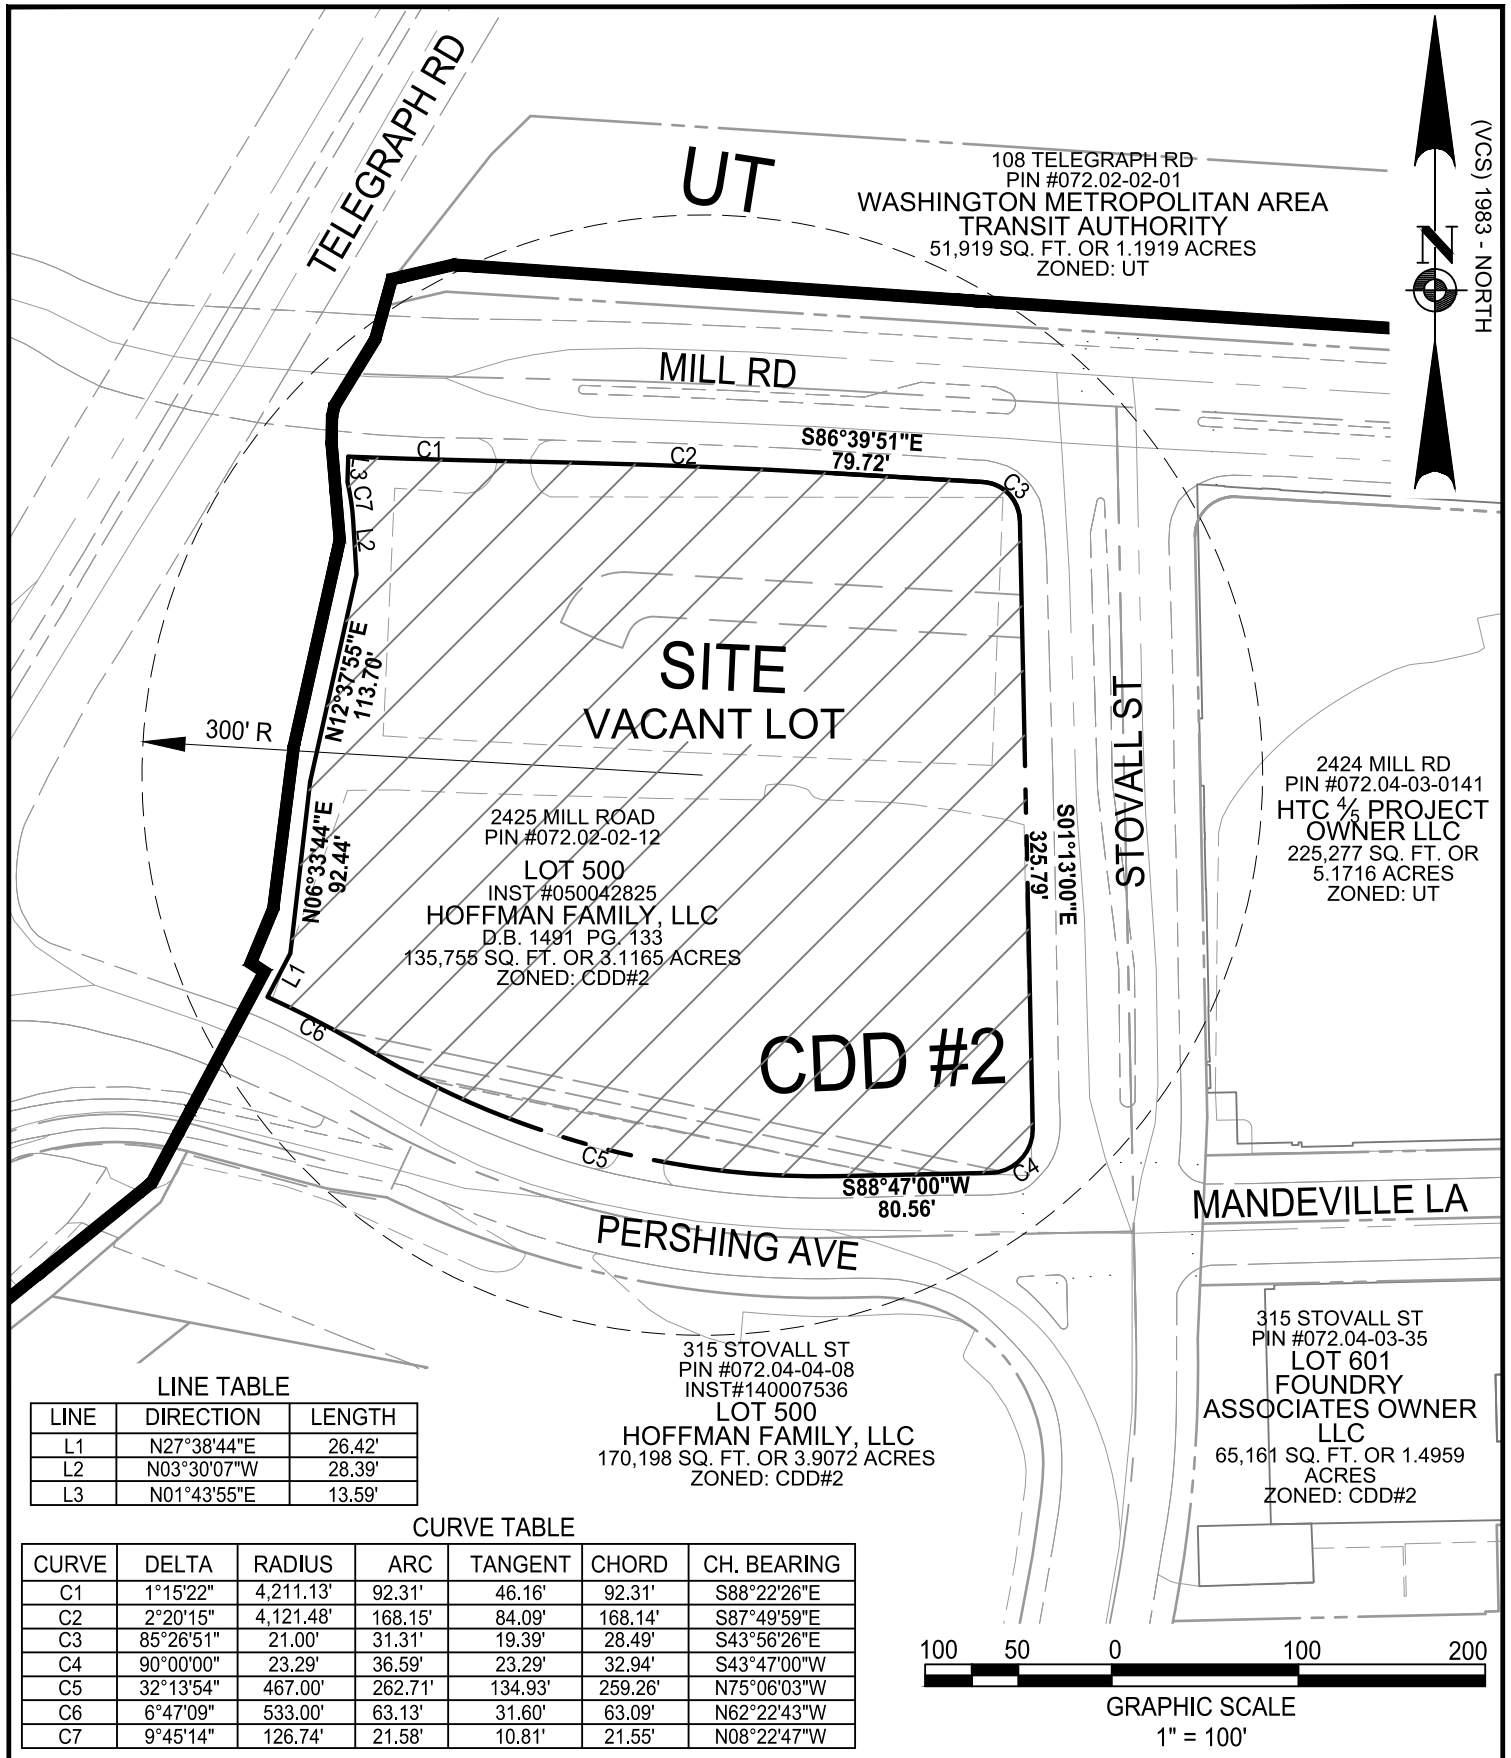 TELEGRAPH RD
UT
108 TELEGRAPH RD
PIN #072.02-02-01
WASHINGTON METROPOLITAN AREA
TRANSIT AUTHORITY
51,919 SQ. FT. OR 1.1919 ACRES
ZONED: UT
(VCS) 1983 - NORTH
N
MILL RD
C1
C2
S86°39'51"E
79.72'
C3
L3
C7
L2
N12°37'55"E
113.70'
SITE
VACANT LOT
300' R
STOVALL ST
S01°13'00"E
325.79'
2424 MILL RD
PIN #072.04-03-0141
HTC ⅘ PROJECT
OWNER LLC
225,277 SQ. FT. OR
5.1716 ACRES
ZONED: UT
N06°33'44"E
92.44'
2425 MILL ROAD
PIN #072.02-02-12
LOT 500
INST #050042825
HOFFMAN FAMILY, LLC
D.B. 1491 PG. 133
135,755 SQ. FT. OR 3.1165 ACRES
ZONED: CDD#2
L1
C6
CDD #2
C5
C4
S88°47'00"W
80.56'
MANDEVILLE LA
PERSHING AVE
315 STOVALL ST
PIN #072.04-04-08
INST#140007536
LOT 500
HOFFMAN FAMILY, LLC
170,198 SQ. FT. OR 3.9072 ACRES
ZONED: CDD#2
315 STOVALL ST
PIN #072.04-03-35
LOT 601
FOUNDRY
ASSOCIATES OWNER
LLC
65,161 SQ. FT. OR 1.4959
ACRES
ZONED: CDD#2
LINE TABLE
LINE DIRECTION LENGTH
L1 N27°38'44"E 26.42'
L2 N03°30'07"W 28.39'
L3 N01°43'55"E 13.59'
CURVE TABLE
CURVE DELTA RADIUS ARC TANGENT CHORD CH. BEARING
C1 1°15'22" 4,211.13' 92.31' 46.16' 92.31' S88°22'26"E
C2 2°20'15" 4,121.48' 168.15' 84.09' 168.14' S87°49'59"E
C3 85°26'51" 21.00' 31.31' 19.39' 28.49' S43°56'26"E
C4 90°00'00" 23.29' 36.59' 23.29' 32.94' S43°47'00"W
C5 32°13'54" 467.00' 262.71' 134.93' 259.26' N75°06'03"W
C6 6°47'09" 533.00' 63.13' 31.60' 63.09' N62°22'43"W
C7 9°45'14" 126.74' 21.58' 10.81' 21.55' N08°22'47"W
100 50 0 100 200
GRAPHIC SCALE
1" = 100'